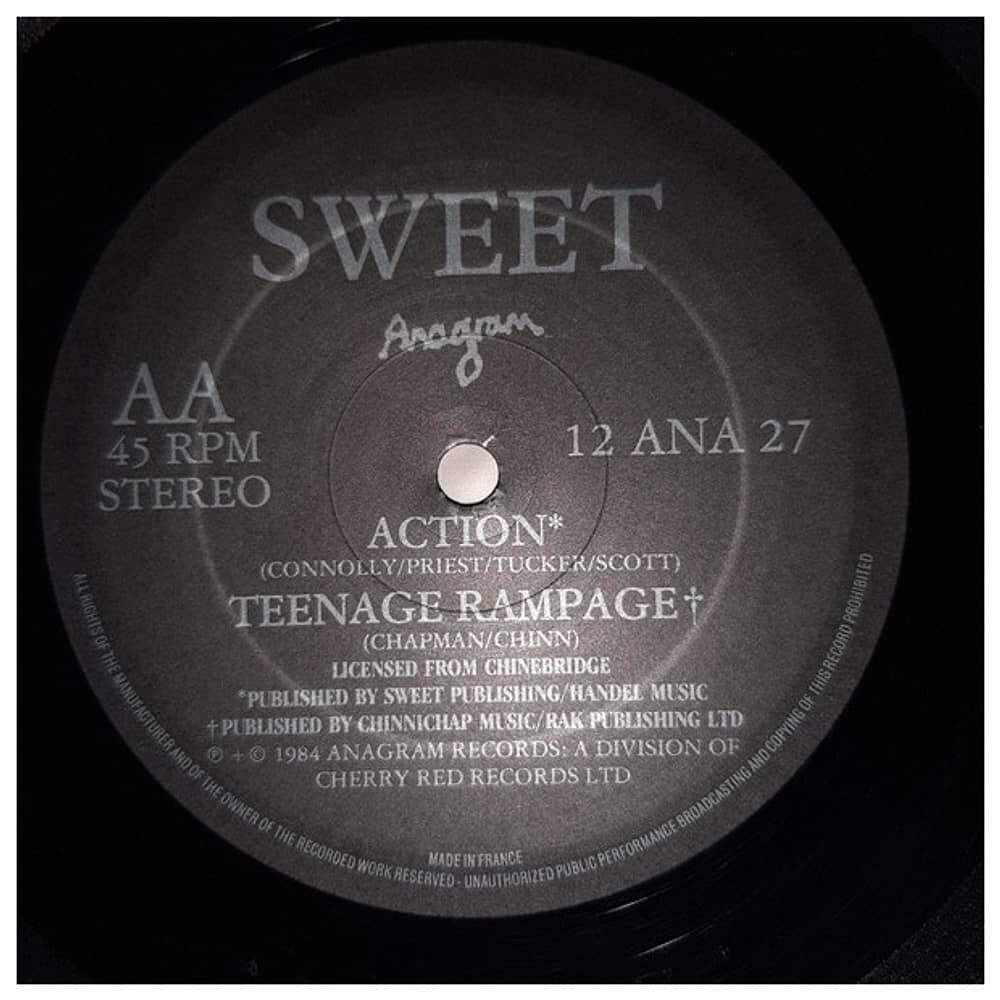 SWEET
Anagram
AA
45 RPM
STEREO
12 ANA 27
ACTION*
(CONNOLLY/PRIEST/TUCKER/SCOTT)
TEENAGE RAMPAGE†
(CHAPMAN/CHINN)
LICENSED FROM CHINEBRIDGE
*PUBLISHED BY SWEET PUBLISHING/HANDEL MUSIC
†PUBLISHED BY CHINNICHAP MUSIC/RAK PUBLISHING LTD
℗ + © 1984 ANAGRAM RECORDS: A DIVISION OF
CHERRY RED RECORDS LTD
MADE IN FRANCE
ALL RIGHTS OF THE MANUFACTURER AND OF THE OWNER OF THE RECORDED WORK RESERVED - UNAUTHORIZED PUBLIC PERFORMANCE BROADCASTING AND COPYING OF THIS RECORD PROHIBITED